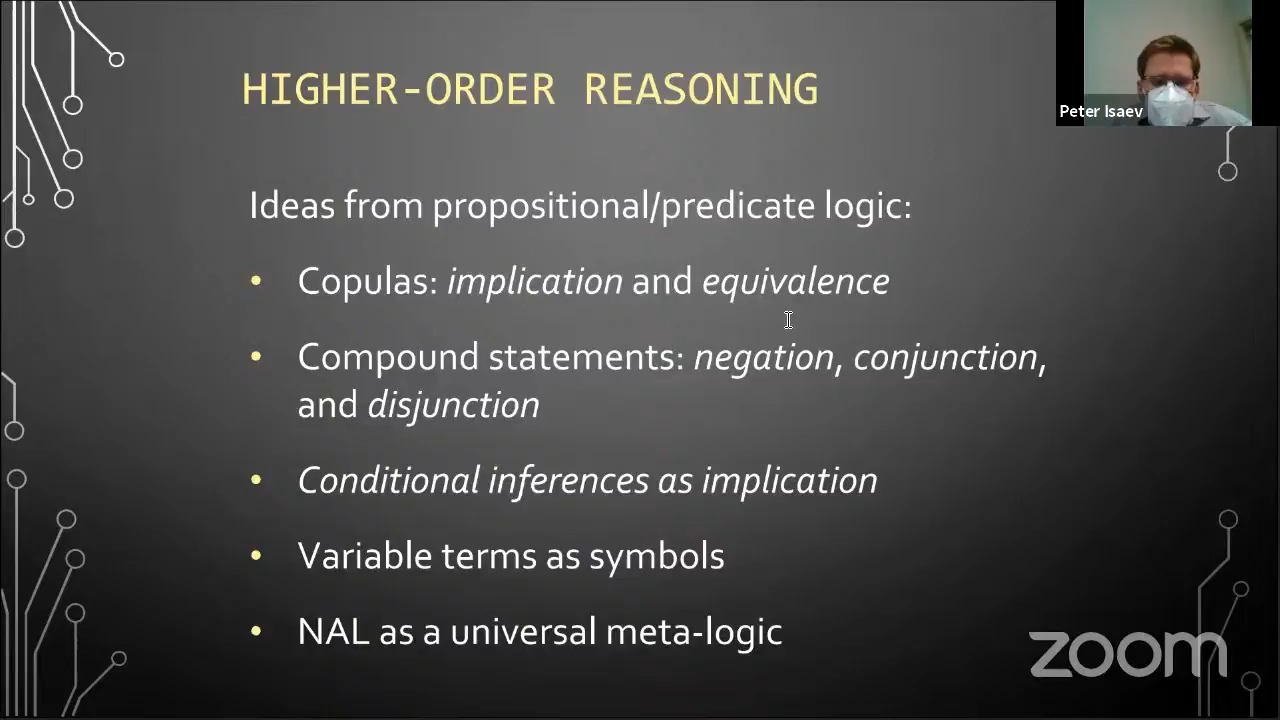 HIGHER-ORDER REASONING
Peter Isaev
Ideas from propositional/predicate logic:
• Copulas: implication and equivalence
• Compound statements: negation, conjunction,
and disjunction
• Conditional inferences as implication
• Variable terms as symbols
• NAL as a universal meta-logic
zoom